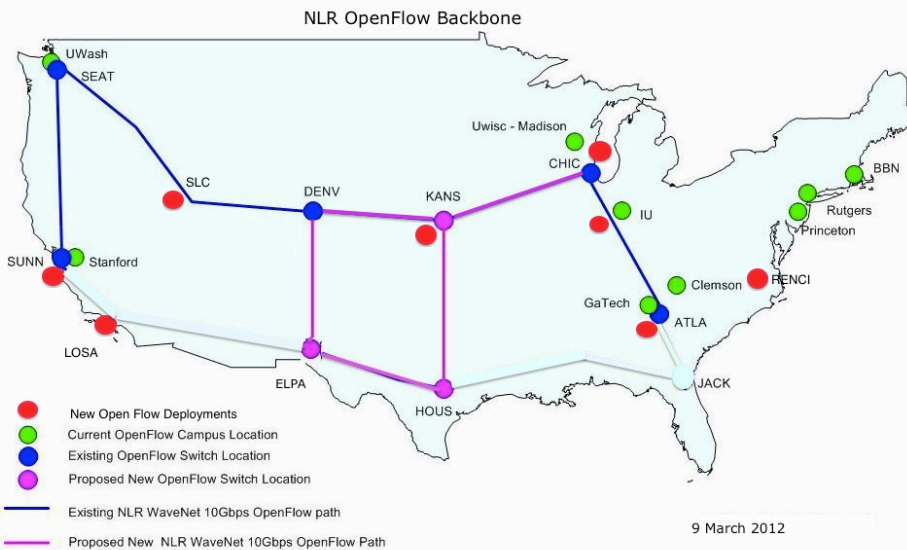 NLR OpenFlow Backbone
UWash
SEAT
Uwisc - Madison
CHIC
BBN
SLC
DENV
KANS
IU
Rutgers
Princeton
SUNN
Stanford
Clemson
RENCI
GaTech
ATLA
LOSA
ELPA
HOUS
JACK
New Open Flow Deployments
Current OpenFlow Campus Location
Existing OpenFlow Switch Location
Proposed New OpenFlow Switch Location
Existing NLR WaveNet 10Gbps OpenFlow path
Proposed New NLR WaveNet 10Gbps OpenFlow Path
9 March 2012